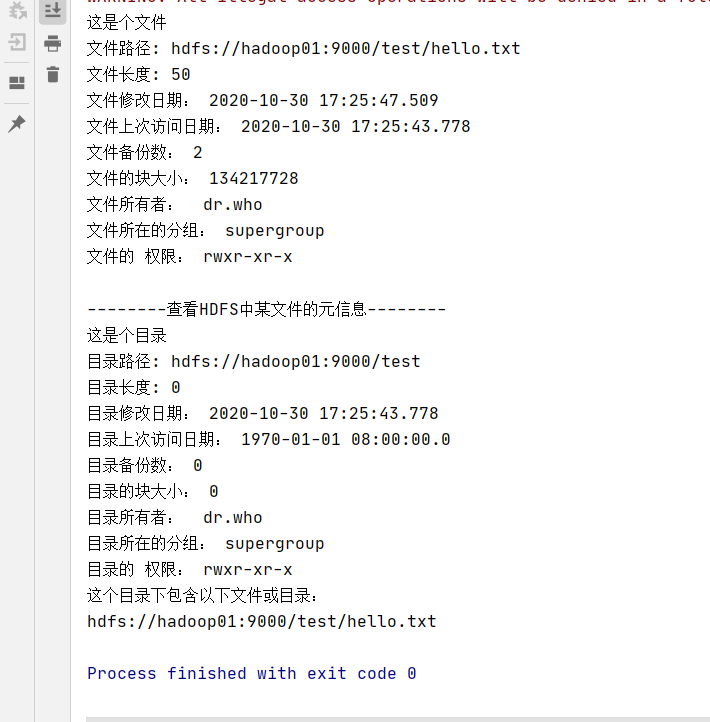 WARNING: All illegal access operations will be denied in a
这是个文件
文件路径: hdfs://hadoop01:9000/test/hello.txt
文件长度: 50
文件修改日期： 2020-10-30 17:25:47.509
文件上次访问日期： 2020-10-30 17:25:43.778
文件备份数： 2
文件的块大小： 134217728
文件所有者：  dr.who
文件所在的分组： supergroup
文件的 权限： rwxr-xr-x
--------查看HDFS中某文件的元信息--------
这是个目录
目录路径: hdfs://hadoop01:9000/test
目录长度: 0
目录修改日期： 2020-10-30 17:25:43.778
目录上次访问日期： 1970-01-01 08:00:00.0
目录备份数： 0
目录的块大小： 0
目录所有者：  dr.who
目录所在的分组： supergroup
目录的 权限： rwxr-xr-x
这个目录下包含以下文件或目录：
hdfs://hadoop01:9000/test/hello.txt
Process finished with exit code 0